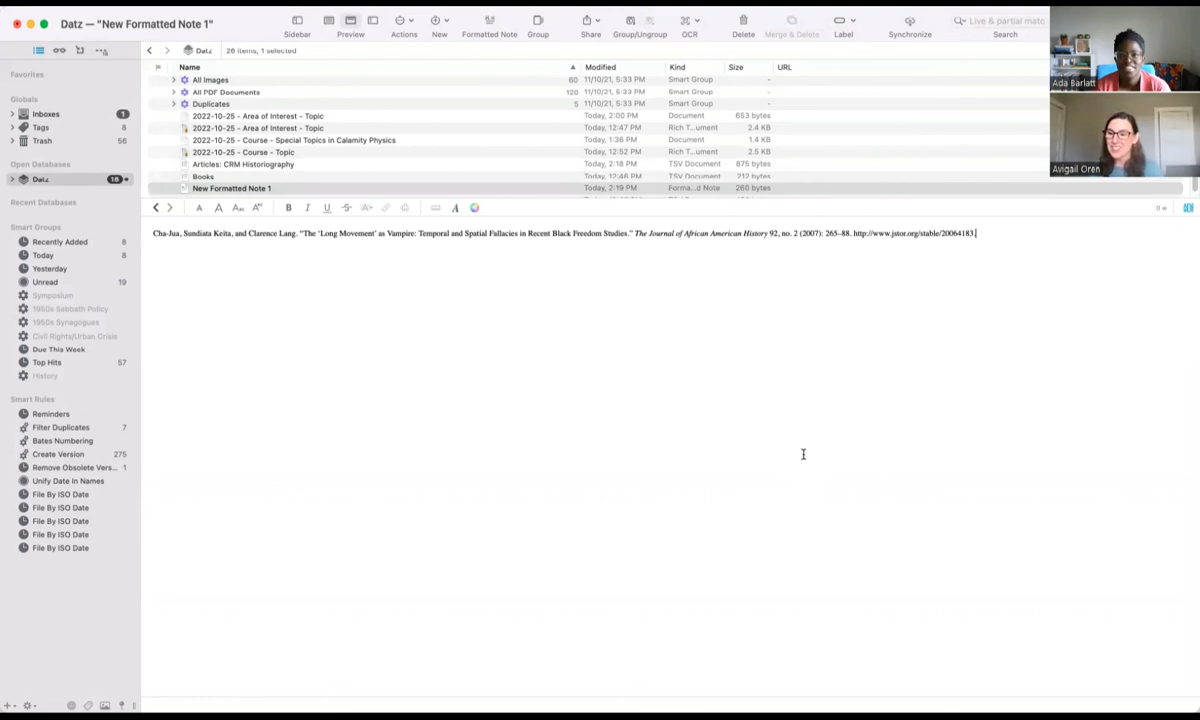 Datz — "New Formatted Note 1"
Sidebar Preview Actions New Formatted Note Group Share Group/Ungroup OCR Delete Merge & Delete Label Synchronize Search
Live & partial matc
Datz 26 items, 1 selected
Name Modified Kind Size URL
All Images 60 11/10/21, 5:33 PM Smart Group -
All PDF Documents 120 11/10/21, 5:33 PM Smart Group -
Duplicates 5 11/10/21, 5:33 PM Smart Group -
2022-10-25 - Area of Interest - Topic Today, 2:00 PM Document 653 bytes
2022-10-25 - Area of Interest - Topic Today, 12:47 PM Rich T...ument 2.4 KB
2022-10-25 - Course - Special Topics in Calamity Physics Today, 1:36 PM Document 1.4 KB
2022-10-25 - Course - Topic Today, 12:52 PM Rich T...ument 2.5 KB
Articles: CRM Historiography Today, 2:18 PM TSV Document 875 bytes
Books Today, 12:46 PM TSV Document 212 bytes
New Formatted Note 1 Today, 2:19 PM Forma...d Note 260 bytes
Cha-Jua, Sundiata Keita, and Clarence Lang. "The 'Long Movement' as Vampire: Temporal and Spatial Fallacies in Recent Black Freedom Studies." The Journal of African American History 92, no. 2 (2007): 265–88. http://www.jstor.org/stable/20064183.
Favorites
Globals
Inboxes 1
Tags 8
Trash 56
Open Databases
Datz 18
Recent Databases
Smart Groups
Recently Added 8
Today 8
Yesterday
Unread 19
Symposium
1950s Sabbath Policy
1950s Synagogues
Civil Rights/Urban Crisis
Due This Week
Top Hits 57
History
Smart Rules
Reminders
Filter Duplicates 7
Bates Numbering
Create Version 275
Remove Obsolete Vers... 1
Unify Date In Names
File By ISO Date
File By ISO Date
File By ISO Date
File By ISO Date
File By ISO Date
Ada Barlatt
Avigail Oren